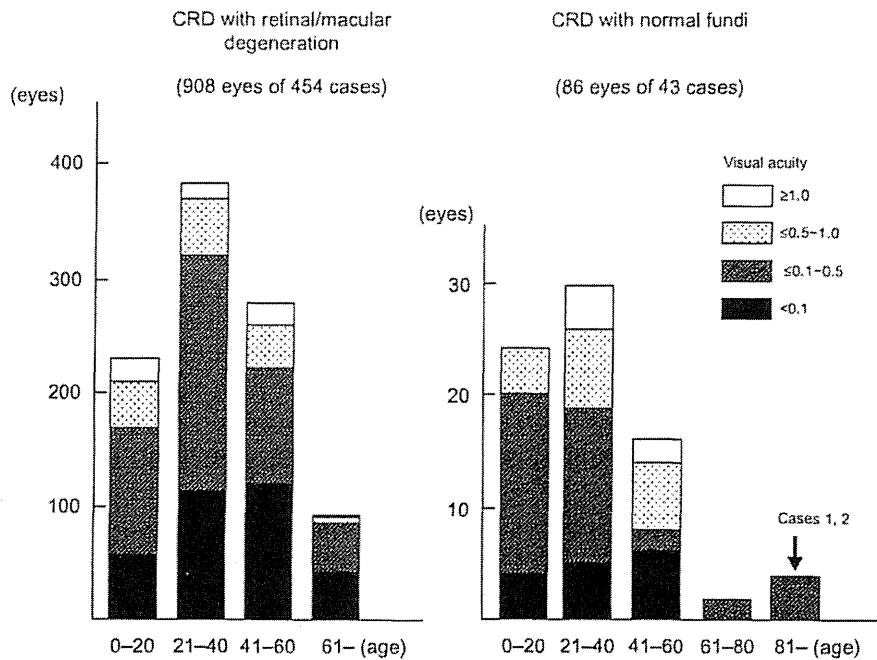 CRD with retinal/macular
degeneration
(908 eyes of 454 cases)
(eyes)
400
300
200
100
0–20 21–40 41–60 61– (age)
CRD with normal fundi
(86 eyes of 43 cases)
(eyes)
30
20
10
0–20 21–40 41–60 61–80 81– (age)
Visual acuity
≥1.0
≤0.5–1.0
≤0.1–0.5
<0.1
Cases 1, 2